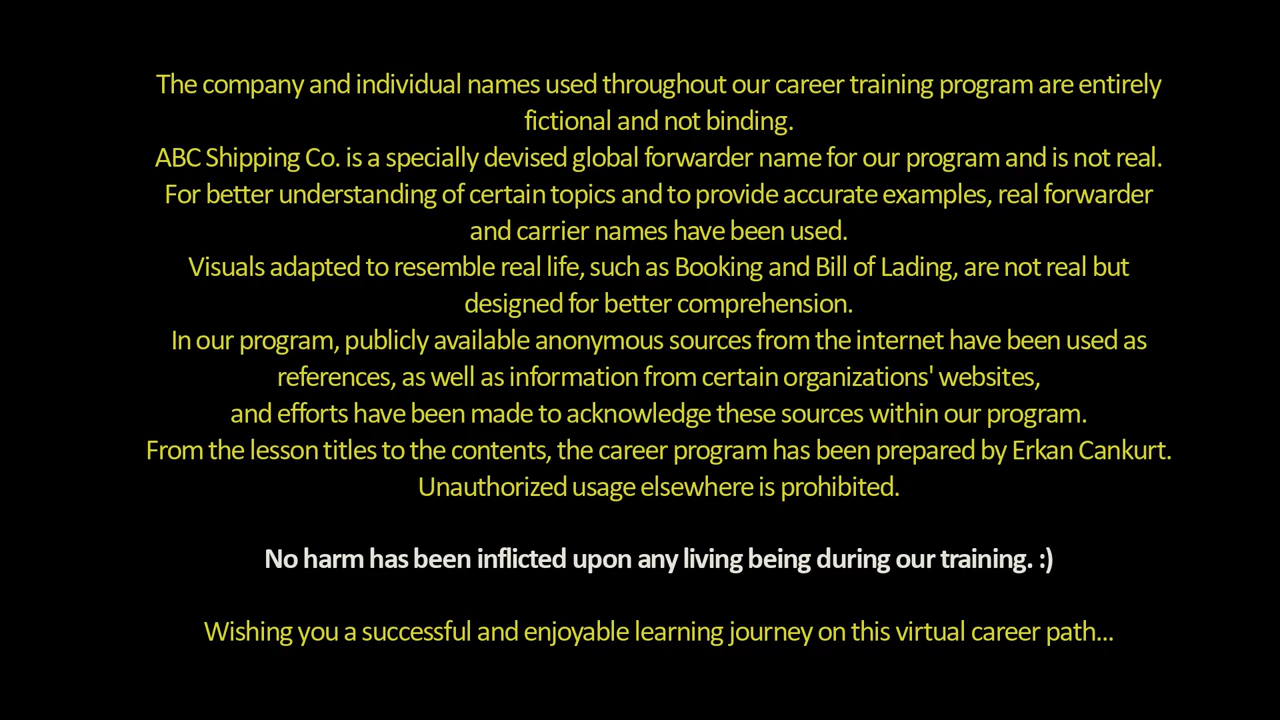 The company and individual names used throughout our career training program are entirely
fictional and not binding.
ABC Shipping Co. is a specially devised global forwarder name for our program and is not real.
For better understanding of certain topics and to provide accurate examples, real forwarder
and carrier names have been used.
Visuals adapted to resemble real life, such as Booking and Bill of Lading, are not real but
designed for better comprehension.
In our program, publicly available anonymous sources from the internet have been used as
references, as well as information from certain organizations' websites,
and efforts have been made to acknowledge these sources within our program.
From the lesson titles to the contents, the career program has been prepared by Erkan Cankurt.
Unauthorized usage elsewhere is prohibited.
No harm has been inflicted upon any living being during our training. :)
Wishing you a successful and enjoyable learning journey on this virtual career path...